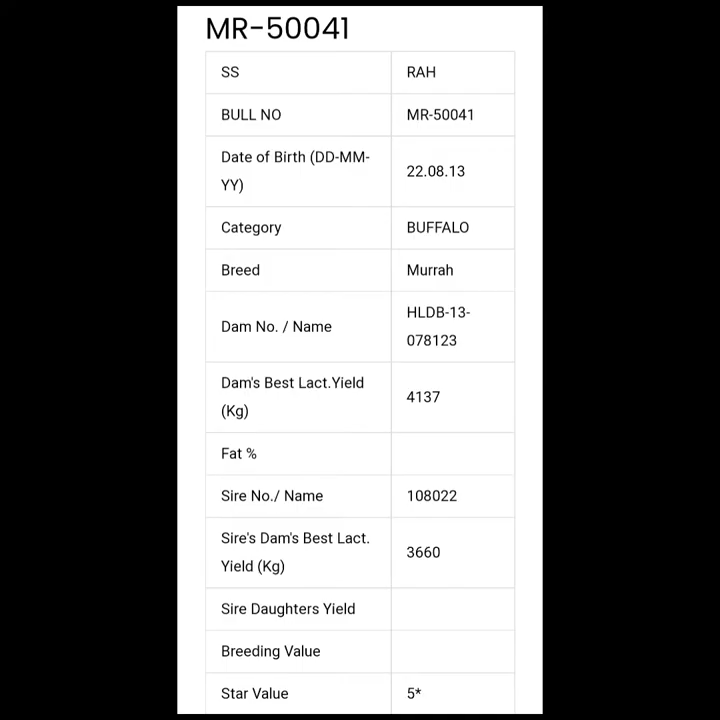 MR-50041
SS RAH
BULL NO MR-50041
Date of Birth (DD-MM-
YY) 22.08.13
Category BUFFALO
Breed Murrah
Dam No. / Name HLDB-13-
078123
Dam's Best Lact.Yield
(Kg) 4137
Fat %
Sire No./ Name 108022
Sire's Dam's Best Lact.
Yield (Kg) 3660
Sire Daughters Yield
Breeding Value
Star Value 5*